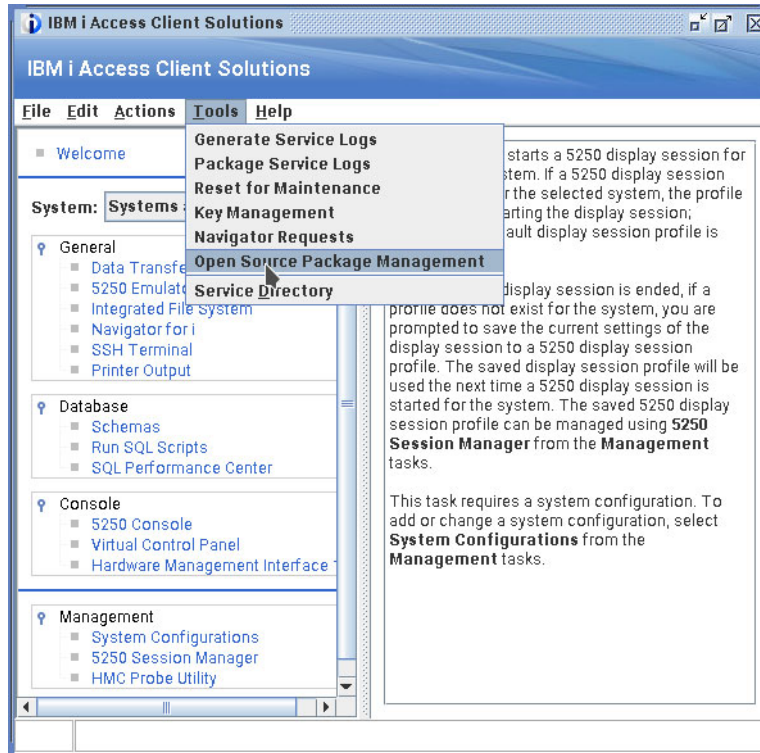 IBM i Access Client Solutions
IBM i Access Client Solutions
File Edit Actions Tools Help
Generate Service Logs
Package Service Logs
Reset for Maintenance
Key Management
Navigator Requests
Open Source Package Management
Service Directory
Welcome
System: Systems
General
Data Transfe
5250 Emulato
Integrated File System
Navigator for i
SSH Terminal
Printer Output
Database
Schemas
Run SQL Scripts
SQL Performance Center
Console
5250 Console
Virtual Control Panel
Hardware Management Interface
Management
System Configurations
5250 Session Manager
HMC Probe Utility
starts a 5250 display session for
stem. If a 5250 display session
r the selected system, the profile
arting the display session;
ault display session profile is
display session is ended, if a
profile does not exist for the system, you are
prompted to save the current settings of the
display session to a 5250 display session
profile. The saved display session profile will be
used the next time a 5250 display session is
started for the system. The saved 5250 display
session profile can be managed using 5250
Session Manager from the Management
tasks.
This task requires a system configuration. To
add or change a system configuration, select
System Configurations from the
Management tasks.